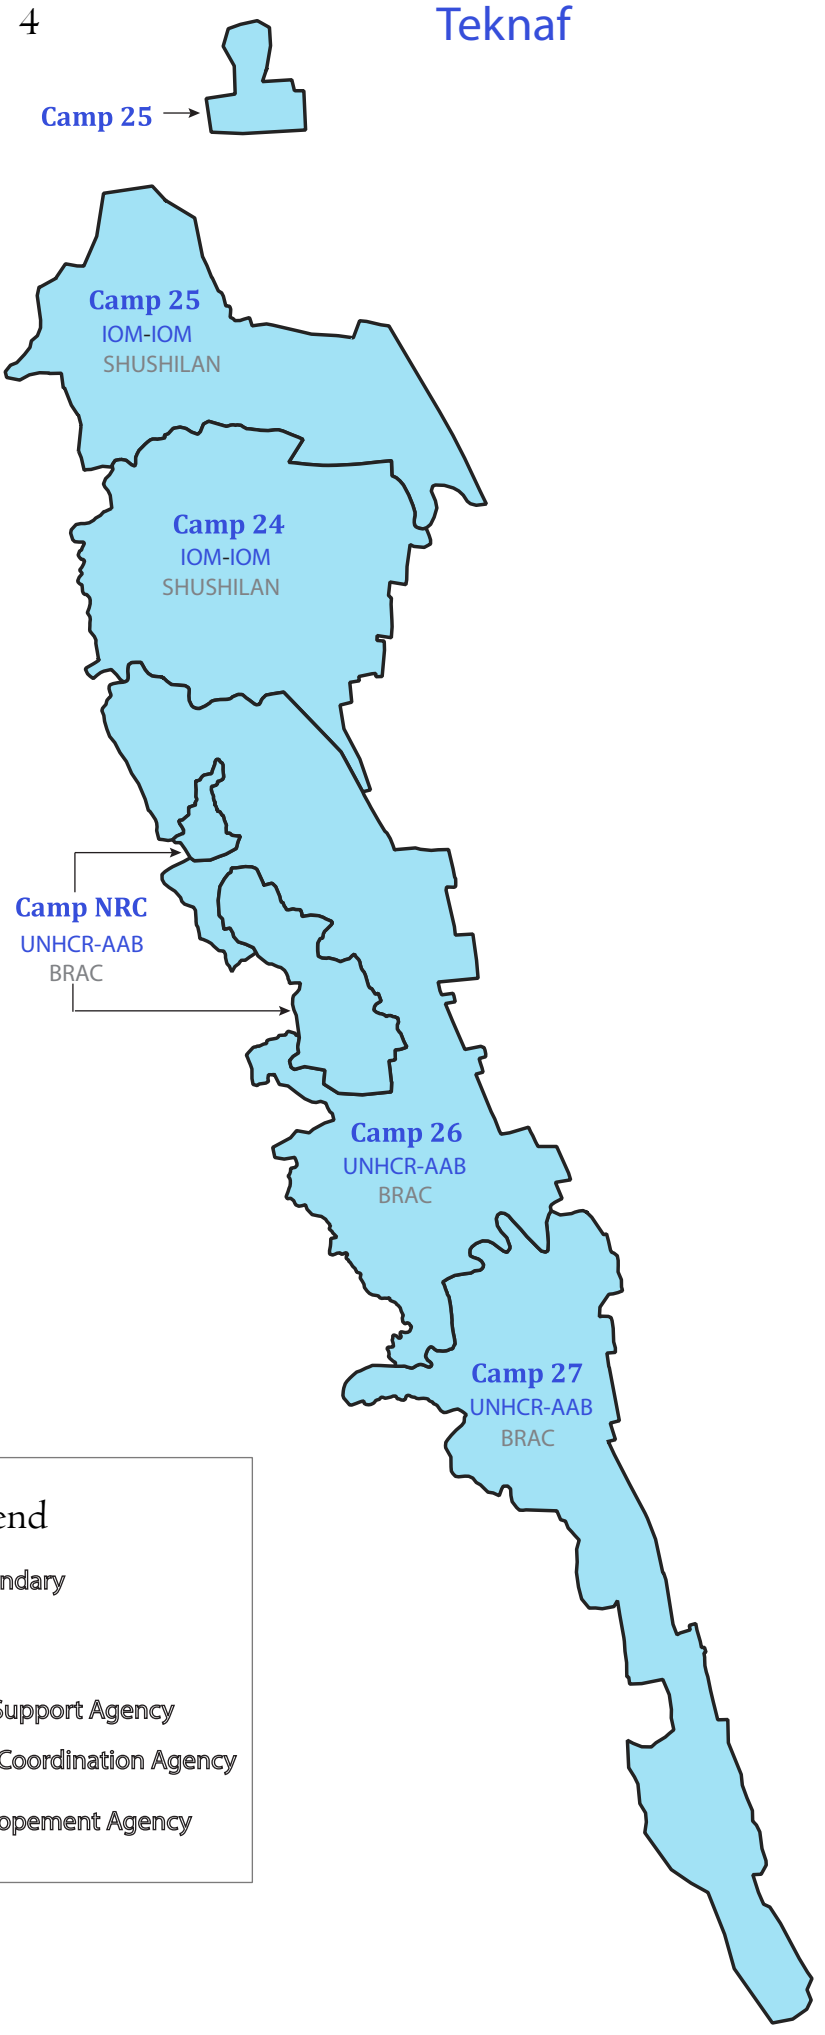 4
Teknaf
Camp 25
Camp 25
IOM-IOM
SHUSHILAN
Camp 24
IOM-IOM
SHUSHILAN
Camp NRC
UNHCR-AAB
BRAC
Camp 26
UNHCR-AAB
BRAC
Camp 27
UNHCR-AAB
BRAC
end
ndary
Support Agency
Coordination Agency
opement Agency